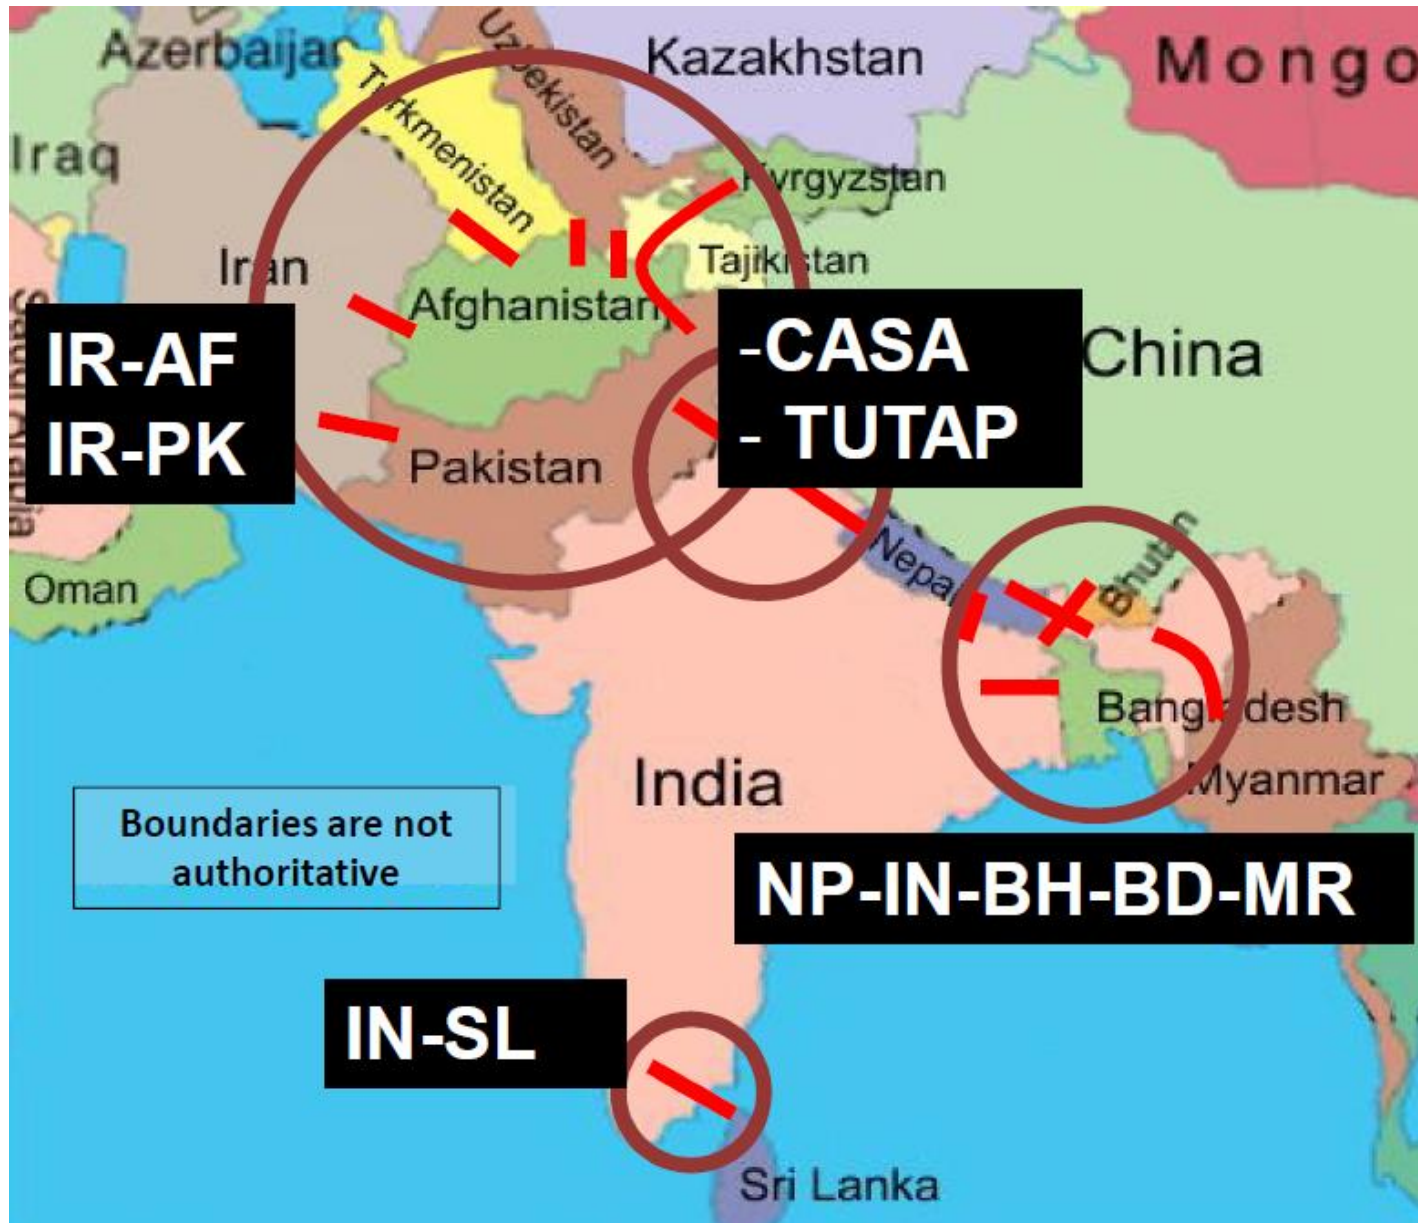 Azerbaijan
Uzbekistan
Kazakhstan
Mongo
Turkmenistan
Iraq
Kyrgyzstan
Iran
Tajikistan
Afghanistan
IR-AF
IR-PK
-CASA
- TUTAP
China
Pakistan
Oman
Nepal
Bhutan
Bangladesh
India
Myanmar
Boundaries are not
authoritative
NP-IN-BH-BD-MR
IN-SL
Sri Lanka